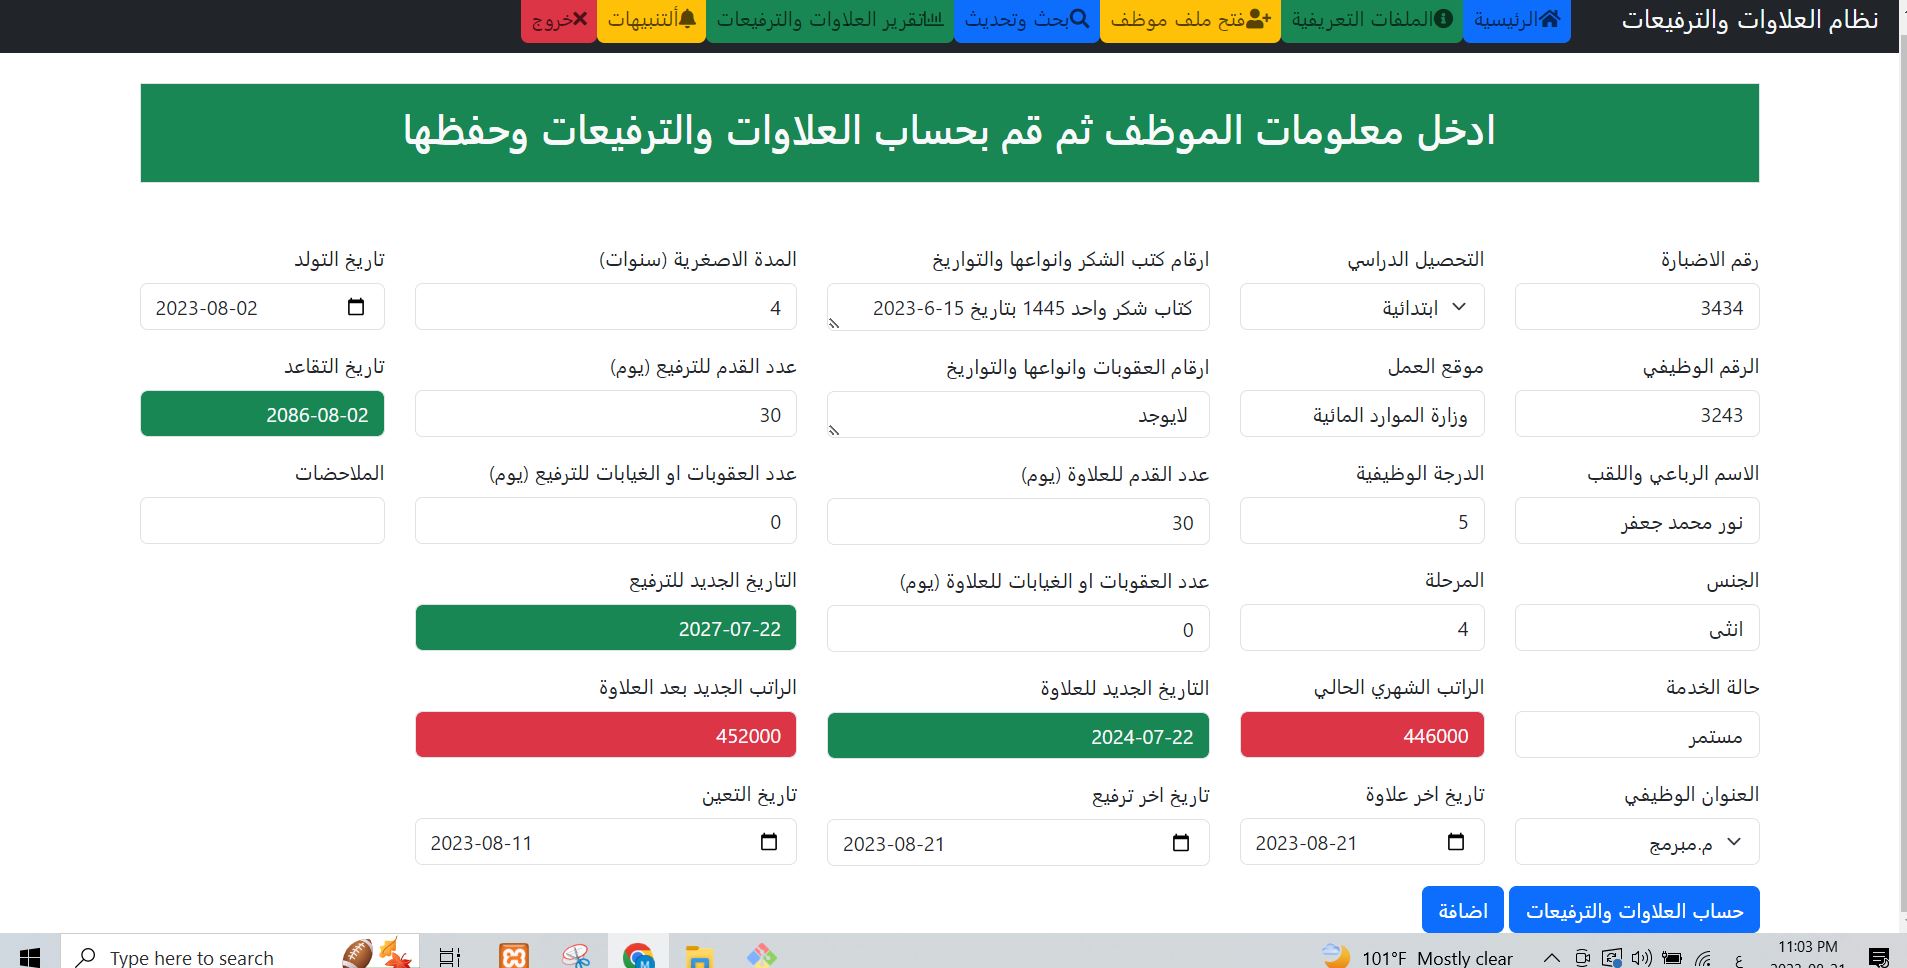 نظام العلاوات والترفيعات
الرئيسية
الملفات التعريفية
فتح ملف موظف
بحث وتحديث
تقرير العلاوات والترفيعات
ألتنبيهات
خروج
ادخل معلومات الموظف ثم قم بحساب العلاوات والترفيعات وحفظها
رقم الاضبارة
3434
الرقم الوظيفي
3243
الاسم الرباعي واللقب
نور محمد جعفر
الجنس
انثى
حالة الخدمة
مستمر
العنوان الوظيفي
م.مبرمج
التحصيل الدراسي
ابتدائية
موقع العمل
وزارة الموارد المائية
الدرجة الوظيفية
5
المرحلة
4
الراتب الشهري الحالي
446000
تاريخ اخر علاوة
2023-08-21
ارقام كتب الشكر وانواعها والتواريخ
كتاب شكر واحد 1445 بتاريخ 15-6-2023
ارقام العقوبات وانواعها والتواريخ
لايوجد
عدد القدم للعلاوة (يوم)
30
عدد العقوبات او الغيابات للعلاوة (يوم)
0
التاريخ الجديد للعلاوة
2024-07-22
تاريخ اخر ترفيع
2023-08-21
المدة الاصغرية (سنوات)
4
عدد القدم للترفيع (يوم)
30
عدد العقوبات او الغيابات للترفيع (يوم)
0
التاريخ الجديد للترفيع
2027-07-22
الراتب الجديد بعد العلاوة
452000
تاريخ التعين
2023-08-11
تاريخ التولد
2023-08-02
تاريخ التقاعد
2086-08-02
الملاحضات
حساب العلاوات والترفيعات
اضافة
Type here to search
101°F Mostly clear
ع
11:03 PM